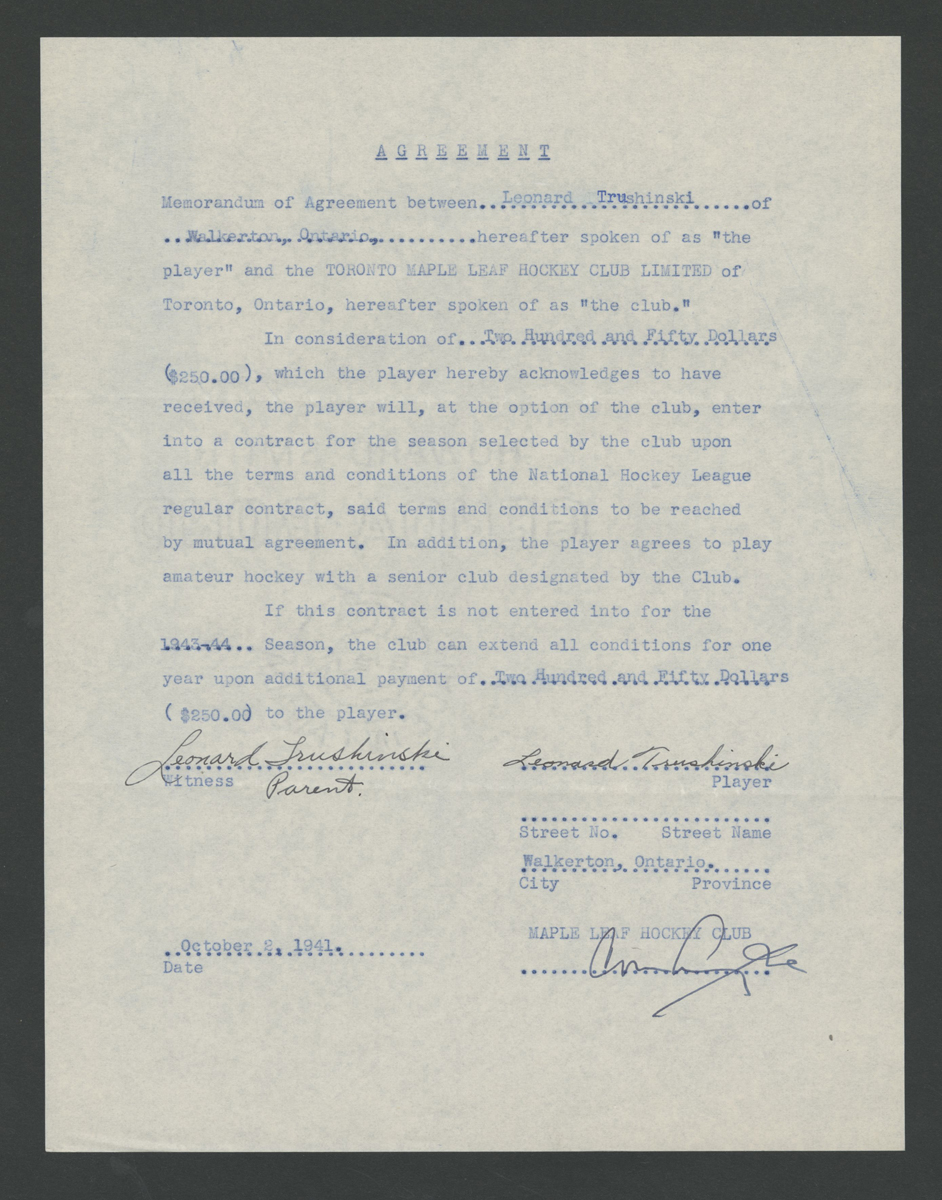 AGREEMENT
Memorandum of Agreement between..Leonard Trushinski......of
...Walkerton, Ontario,..........hereafter spoken of as "the
player" and the TORONTO MAPLE LEAF HOCKEY CLUB LIMITED of
Toronto, Ontario, hereafter spoken of as "the club."
In consideration of...Two Hundred and Fifty Dollars
($250.00), which the player hereby acknowledges to have
received, the player will, at the option of the club, enter
into a contract for the season selected by the club upon
all the terms and conditions of the National Hockey League
regular contract, said terms and conditions to be reached
by mutual agreement. In addition, the player agrees to play
amateur hockey with a senior club designated by the Club.
If this contract is not entered into for the
1943-44.. Season, the club can extend all conditions for one
year upon additional payment of..Two Hundred and Fifty Dollars
($250.00) to the player.
Leonard Trushinski
Witness Parent.
Leonard Trushinski
Player
Street No. Street Name
Walkerton, Ontario.
City Province
October 2, 1941.
Date
MAPLE LEAF HOCKEY CLUB